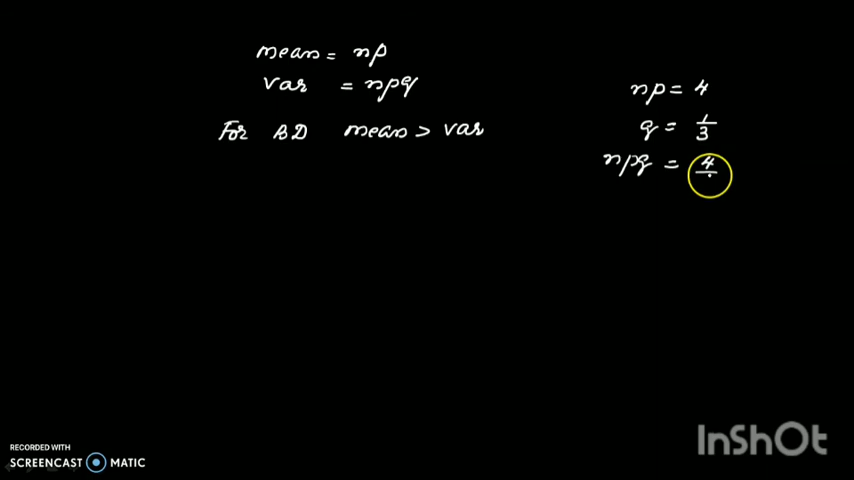 mean = np
var = npq
For BD mean > var
np = 4
q = 1/3
npq = 4/
RECORDED WITH
SCREENCAST MATIC
InShOt